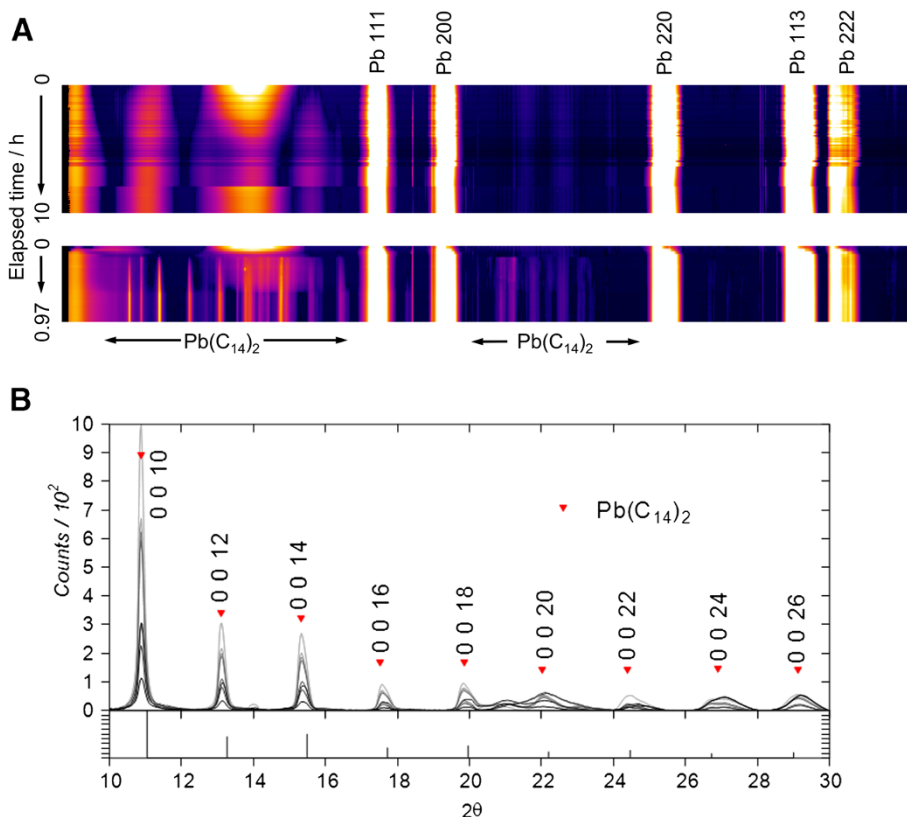 A
Pb 111
Pb 200
Pb 220
Pb 113
Pb 222
Elapsed time / h
0
10
0
0.97
Pb(C₁₄)₂
Pb(C₁₄)₂
B
Counts / 10²
10
9
8
7
6
5
4
3
2
1
0
0 0 10
0 0 12
0 0 14
0 0 16
0 0 18
0 0 20
0 0 22
0 0 24
0 0 26
Pb(C₁₄)₂
10 12 14 16 18 20 22 24 26 28 30
2θ